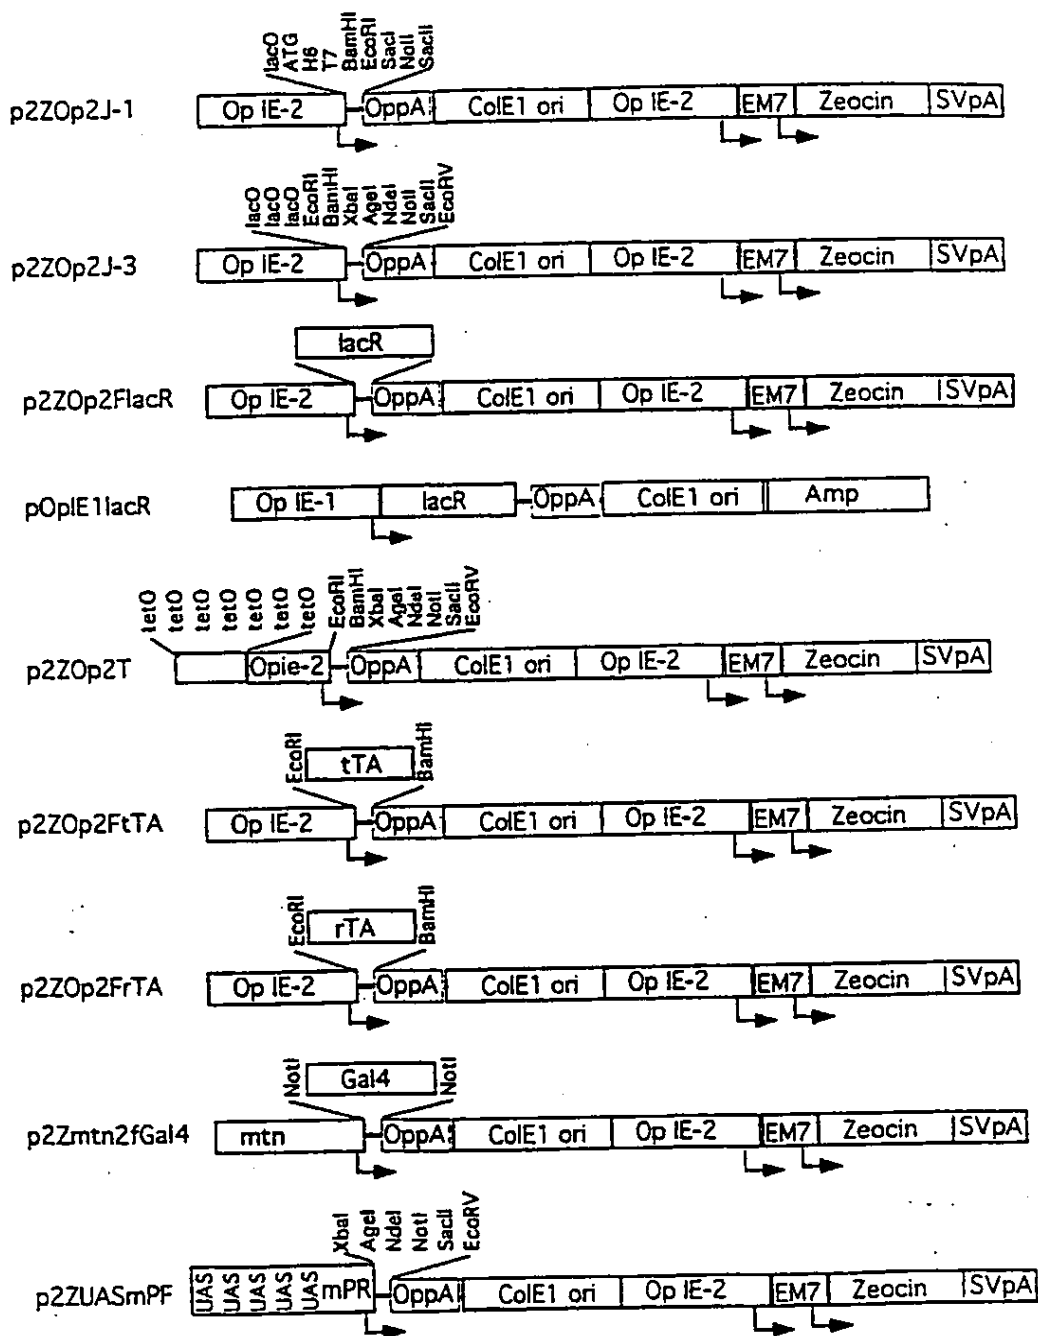 lacO ATG H6 T7 BamHI EcoRI SacI NotI SacII
p2ZOp2J-1 Op IE-2 OppA ColE1 ori Op IE-2 EM7 Zeocin SVpA
lacO lacO lacO EcoRI BamHI XbaI AgeI NdeI NotI SacII EcoRV
p2ZOp2J-3 Op IE-2 OppA ColE1 ori Op IE-2 EM7 Zeocin SVpA
lacR
p2ZOp2FlacR Op IE-2 OppA ColE1 ori Op IE-2 EM7 Zeocin SVpA
pOpIE1lacR Op IE-1 lacR OppA ColE1 ori Amp
tetO tetO tetO tetO tetO tetO tetO EcoRI BamHI XbaI AgeI NdeI NotI SacII EcoRV
p2ZOp2T Opie-2 OppA ColE1 ori Op IE-2 EM7 Zeocin SVpA
EcoRI tTA BamHI
p2ZOp2FtTA Op IE-2 OppA ColE1 ori Op IE-2 EM7 Zeocin SVpA
EcoRI rTA BamHI
p2ZOp2FrTA Op IE-2 OppA ColE1 ori Op IE-2 EM7 Zeocin SVpA
NotI Gal4 NotI
p2Zmtn2fGal4 mtn OppA ColE1 ori Op IE-2 EM7 Zeocin SVpA
XbaI AgeI NdeI NotI SacII EcoRV
p2ZUASmPF UAS UAS UAS UAS UAS mPR OppA ColE1 ori Op IE-2 EM7 Zeocin SVpA